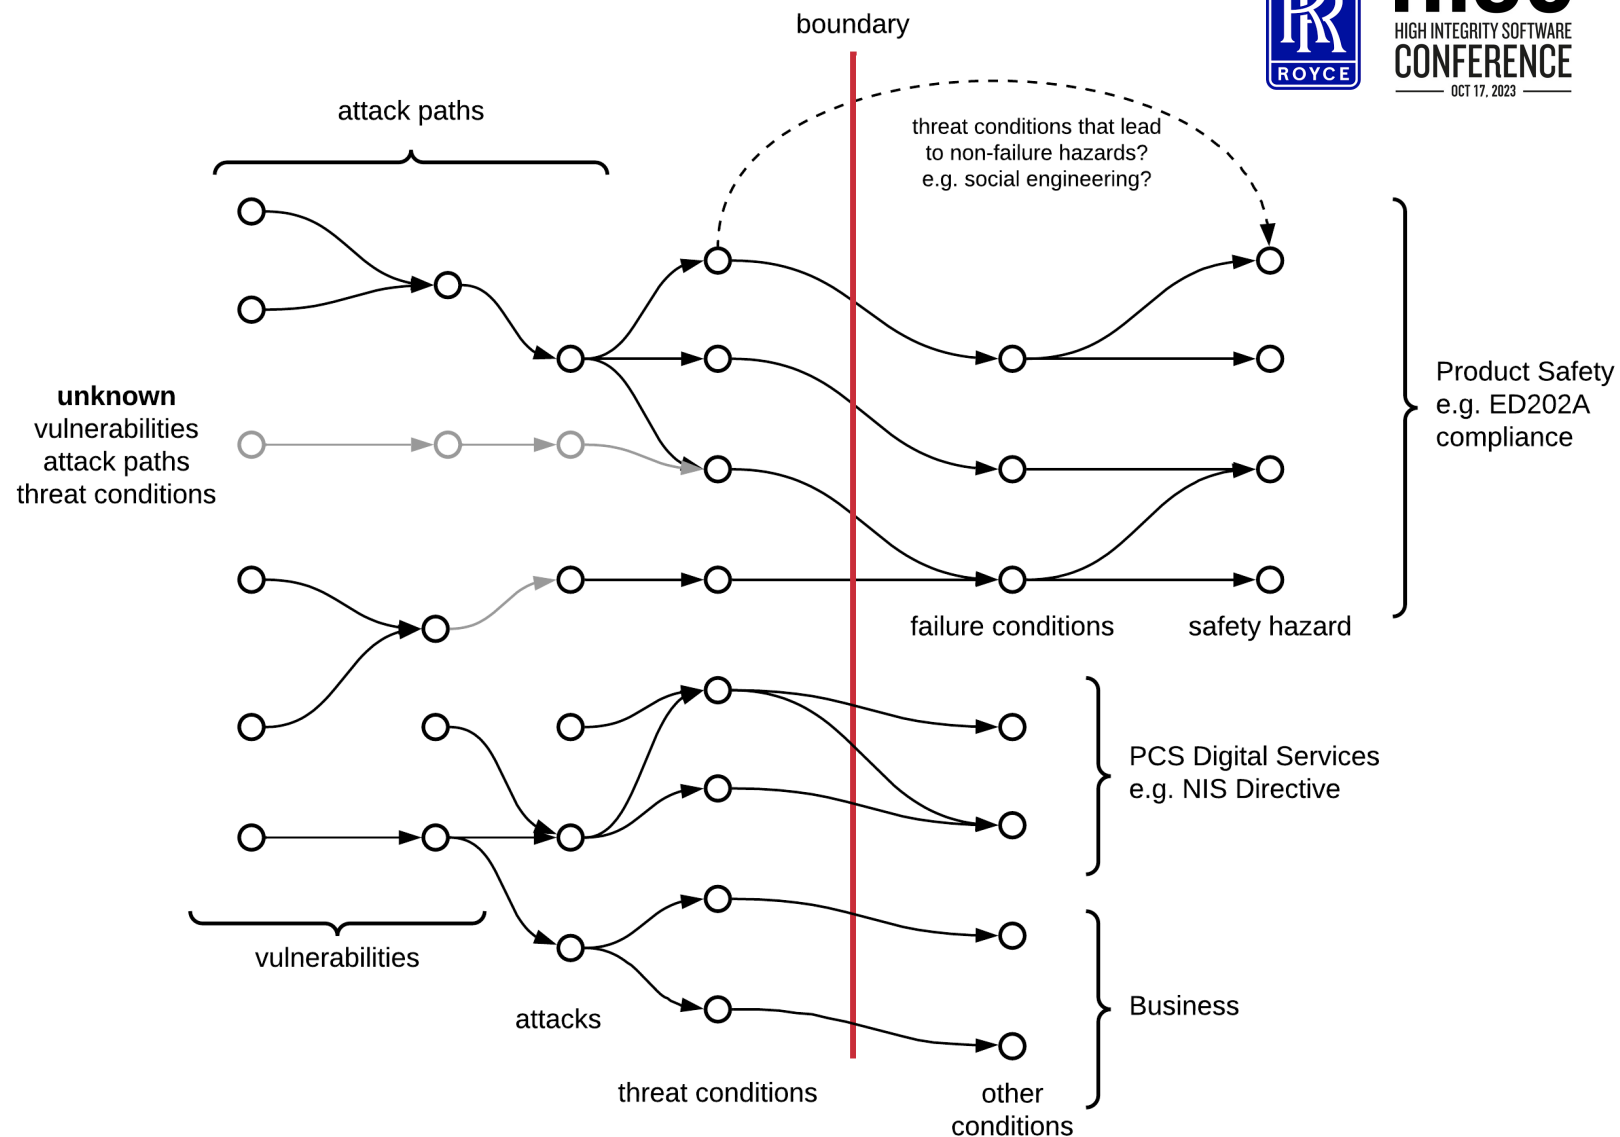 boundary
ROYCE
HIGH INTEGRITY SOFTWARE
CONFERENCE
OCT 17, 2023
attack paths
threat conditions that lead
to non-failure hazards?
e.g. social engineering?
unknown
vulnerabilities
attack paths
threat conditions
Product Safety
e.g. ED202A
compliance
failure conditions
safety hazard
PCS Digital Services
e.g. NIS Directive
vulnerabilities
attacks
Business
threat conditions
other
conditions